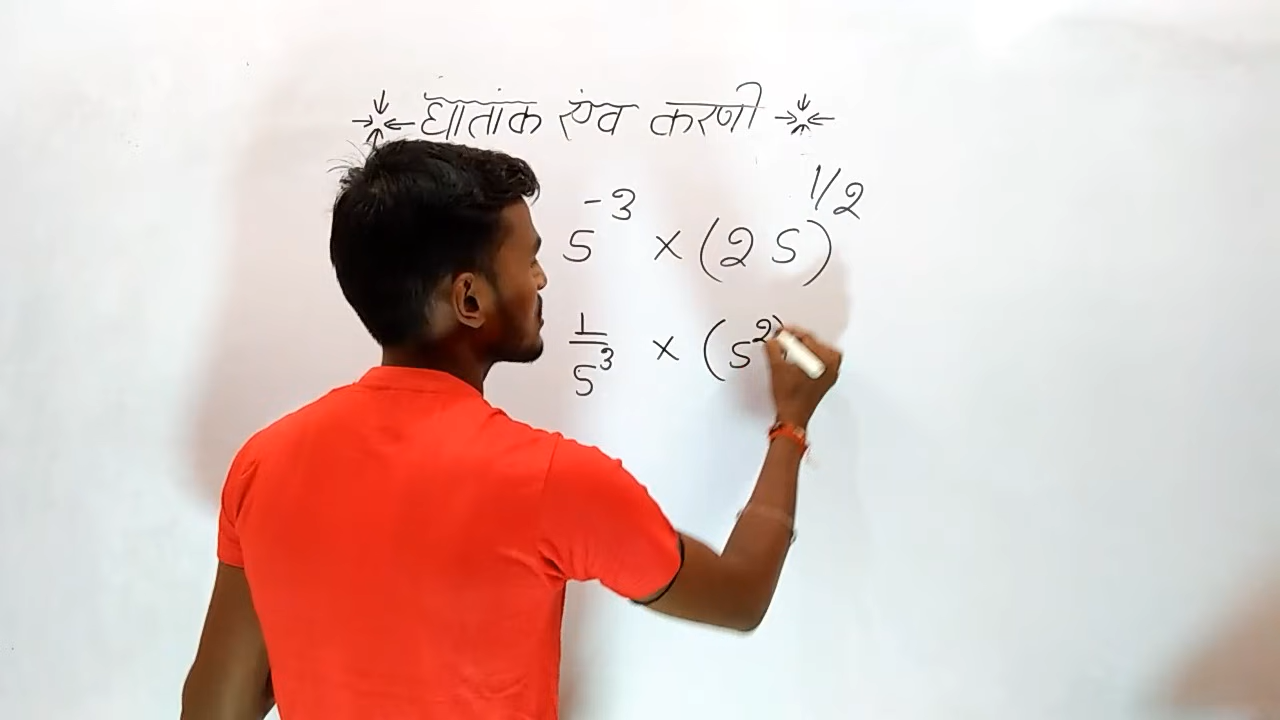 घातांक एंव करणी
5⁻³ × (25)^1/2
1/5³ × (5²)